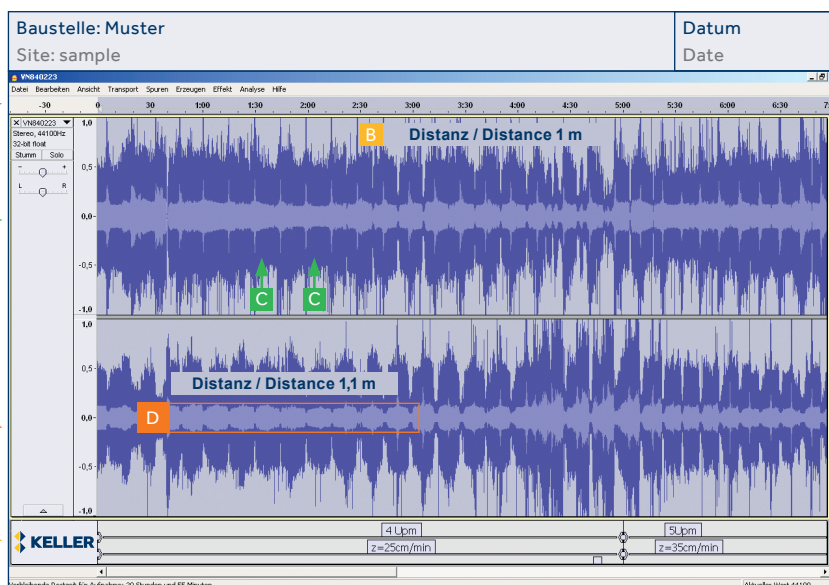 Baustelle: Muster
Datum
Site: sample
Date
VN840223
Datei Bearbeiten Ansicht Transport Spuren Erzeugen Effekt Analyse Hilfe
-30 0 30 1:00 1:30 2:00 2:30 3:00 3:30 4:00 4:30 5:00 5:30 6:00 6:30
X VN840223
Stereo, 44100Hz
32-bit float
Stumm Solo
- +
L R
1,0
0,5
0,0
-0,5
-1,0
B Distanz / Distance 1 m
C C
1,0
0,5
0,0
-0,5
-1,0
Distanz / Distance 1,1 m
D
KELLER
4 Upm 5Upm
z=25cm/min z=35cm/min